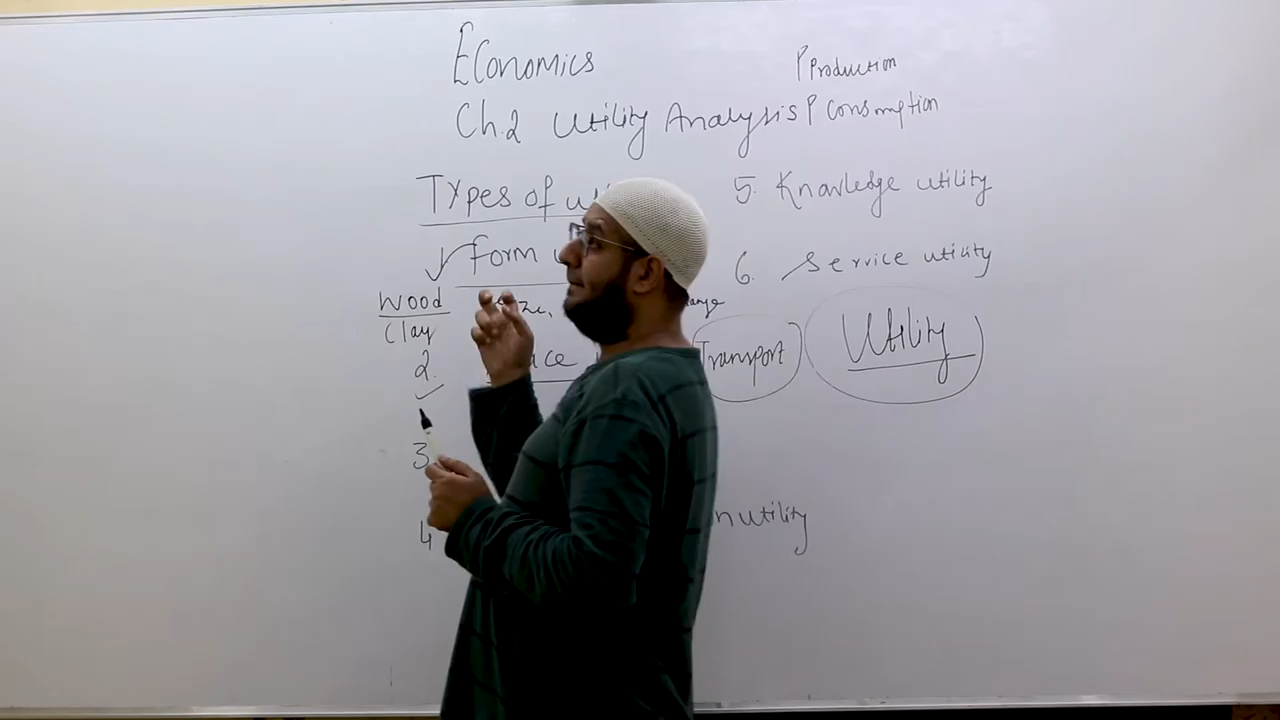 Economics
Production
Ch.2 Utility Analysis
Consmption
Types of
5. Knowledge utility
✓ Form
6. Service utility
Wood
Clay
Transport
Utility
2.
3
4
utility